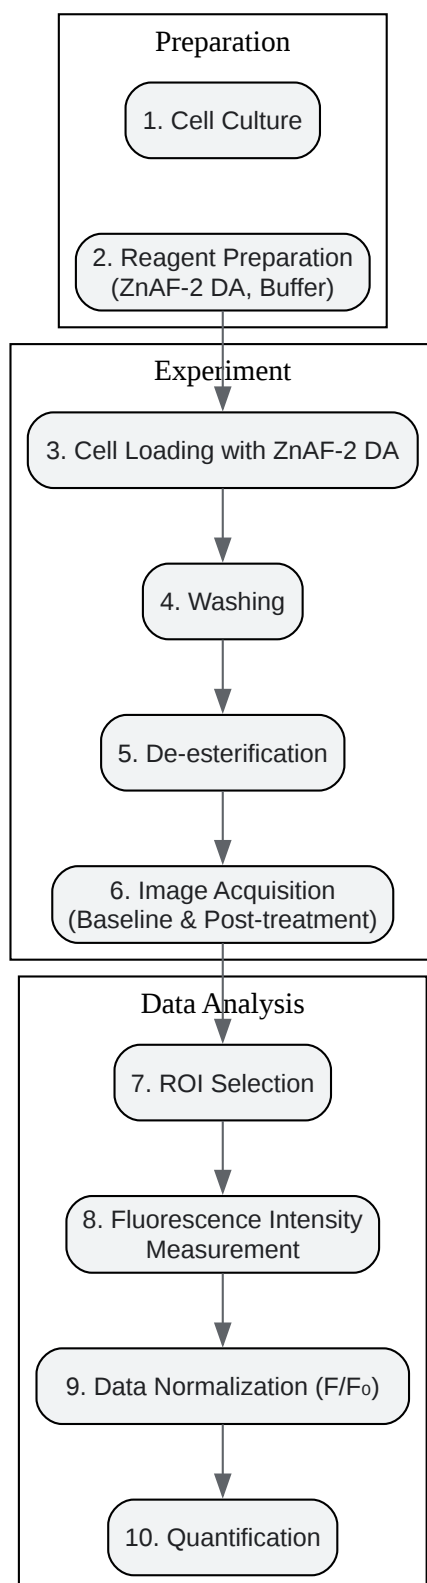 Preparation
1. Cell Culture
2. Reagent Preparation
(ZnAF-2 DA, Buffer)
Experiment
3. Cell Loading with ZnAF-2 DA
4. Washing
5. De-esterification
6. Image Acquisition
(Baseline & Post-treatment)
Data Analysis
7. ROI Selection
8. Fluorescence Intensity
Measurement
9. Data Normalization (F/F₀)
10. Quantification